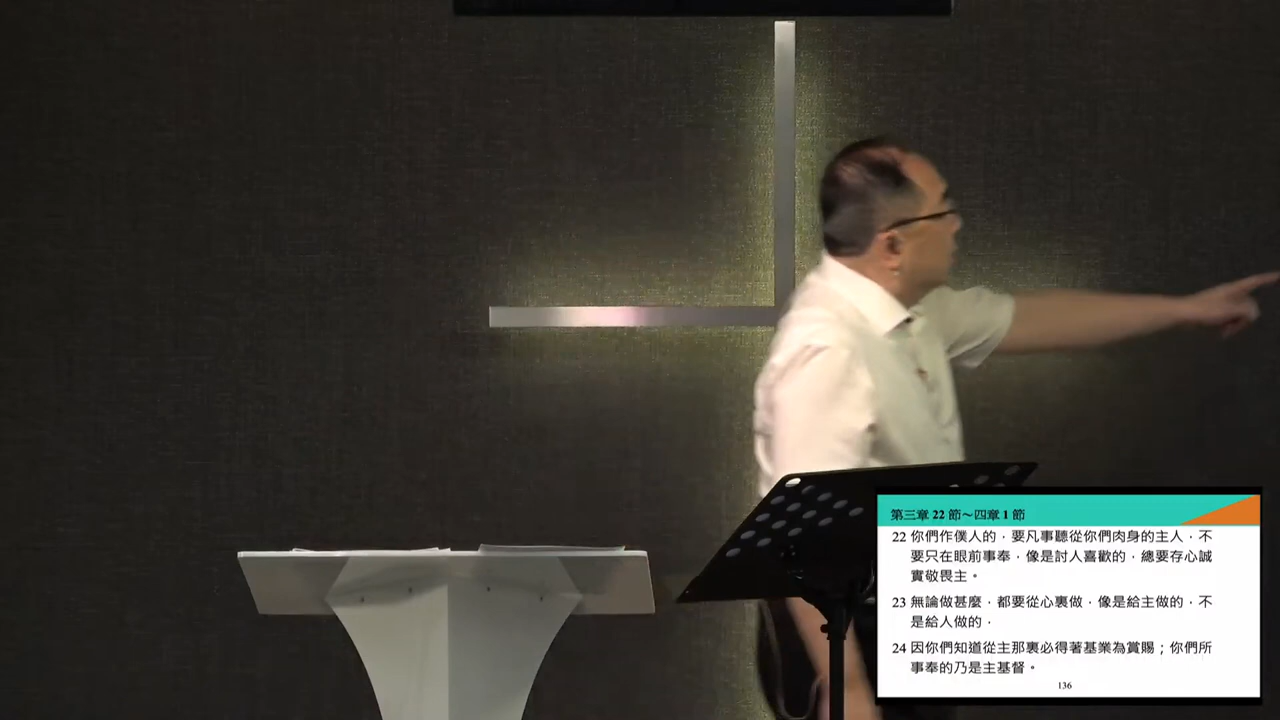 第三章 22 節～四章 1 節
22 你們作僕人的，要凡事聽從你們肉身的主人，不
要只在眼前事奉，像是討人喜歡的，總要存心誠
實敬畏主。
23 無論做甚麼，都要從心裏做，像是給主做的，不
是給人做的，
24 因你們知道從主那裏必得著基業為賞賜；你們所
事奉的乃是主基督。
136